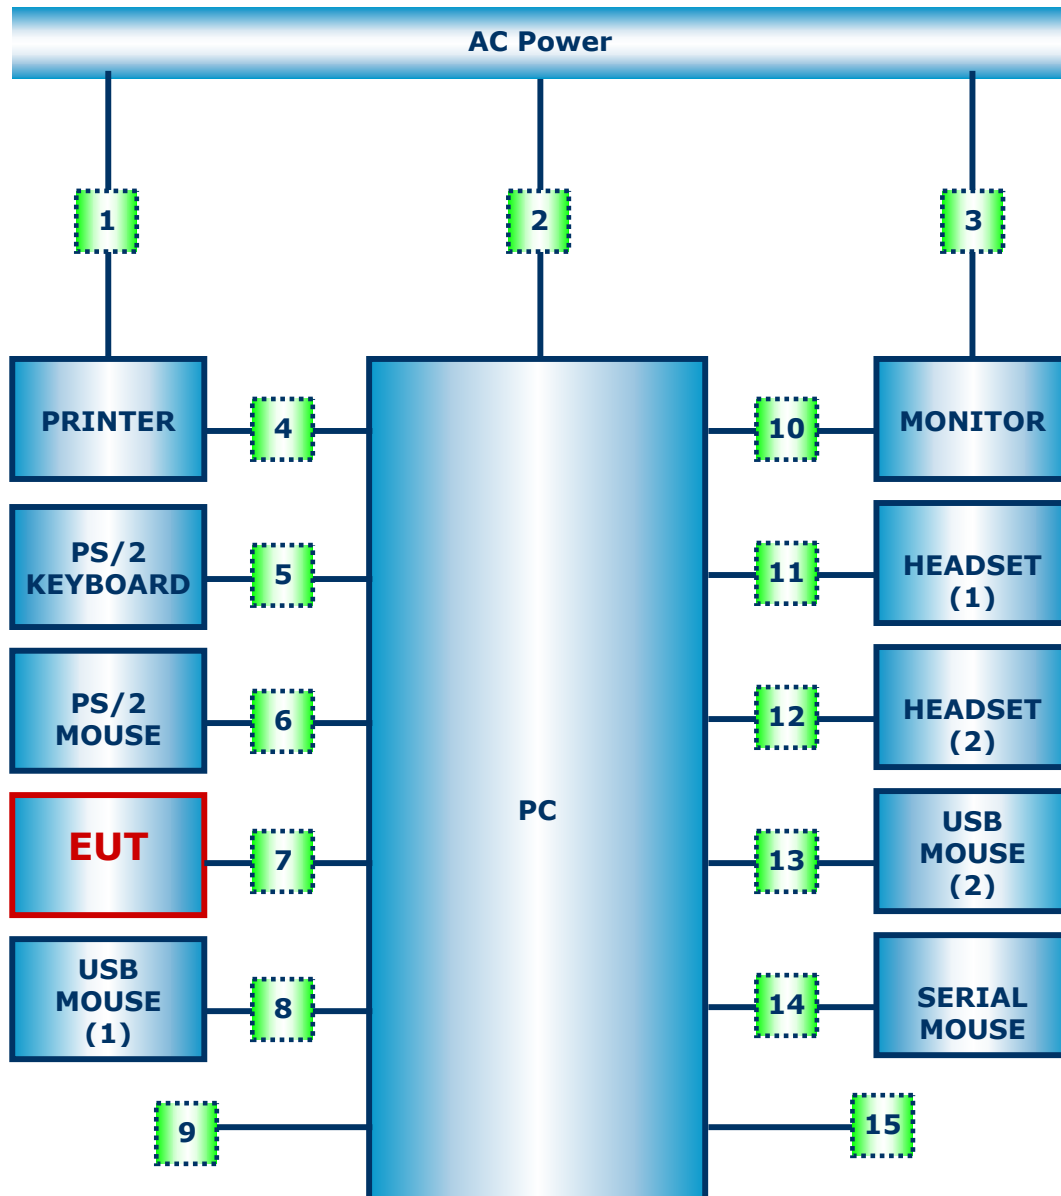 AC Power
1
2
3
PRINTER
4
10
MONITOR
PS/2
KEYBOARD
5
11
HEADSET
(1)
PS/2
MOUSE
6
12
HEADSET
(2)
PC
EUT
7
13
USB
MOUSE
(2)
USB
MOUSE
(1)
8
14
SERIAL
MOUSE
9
15